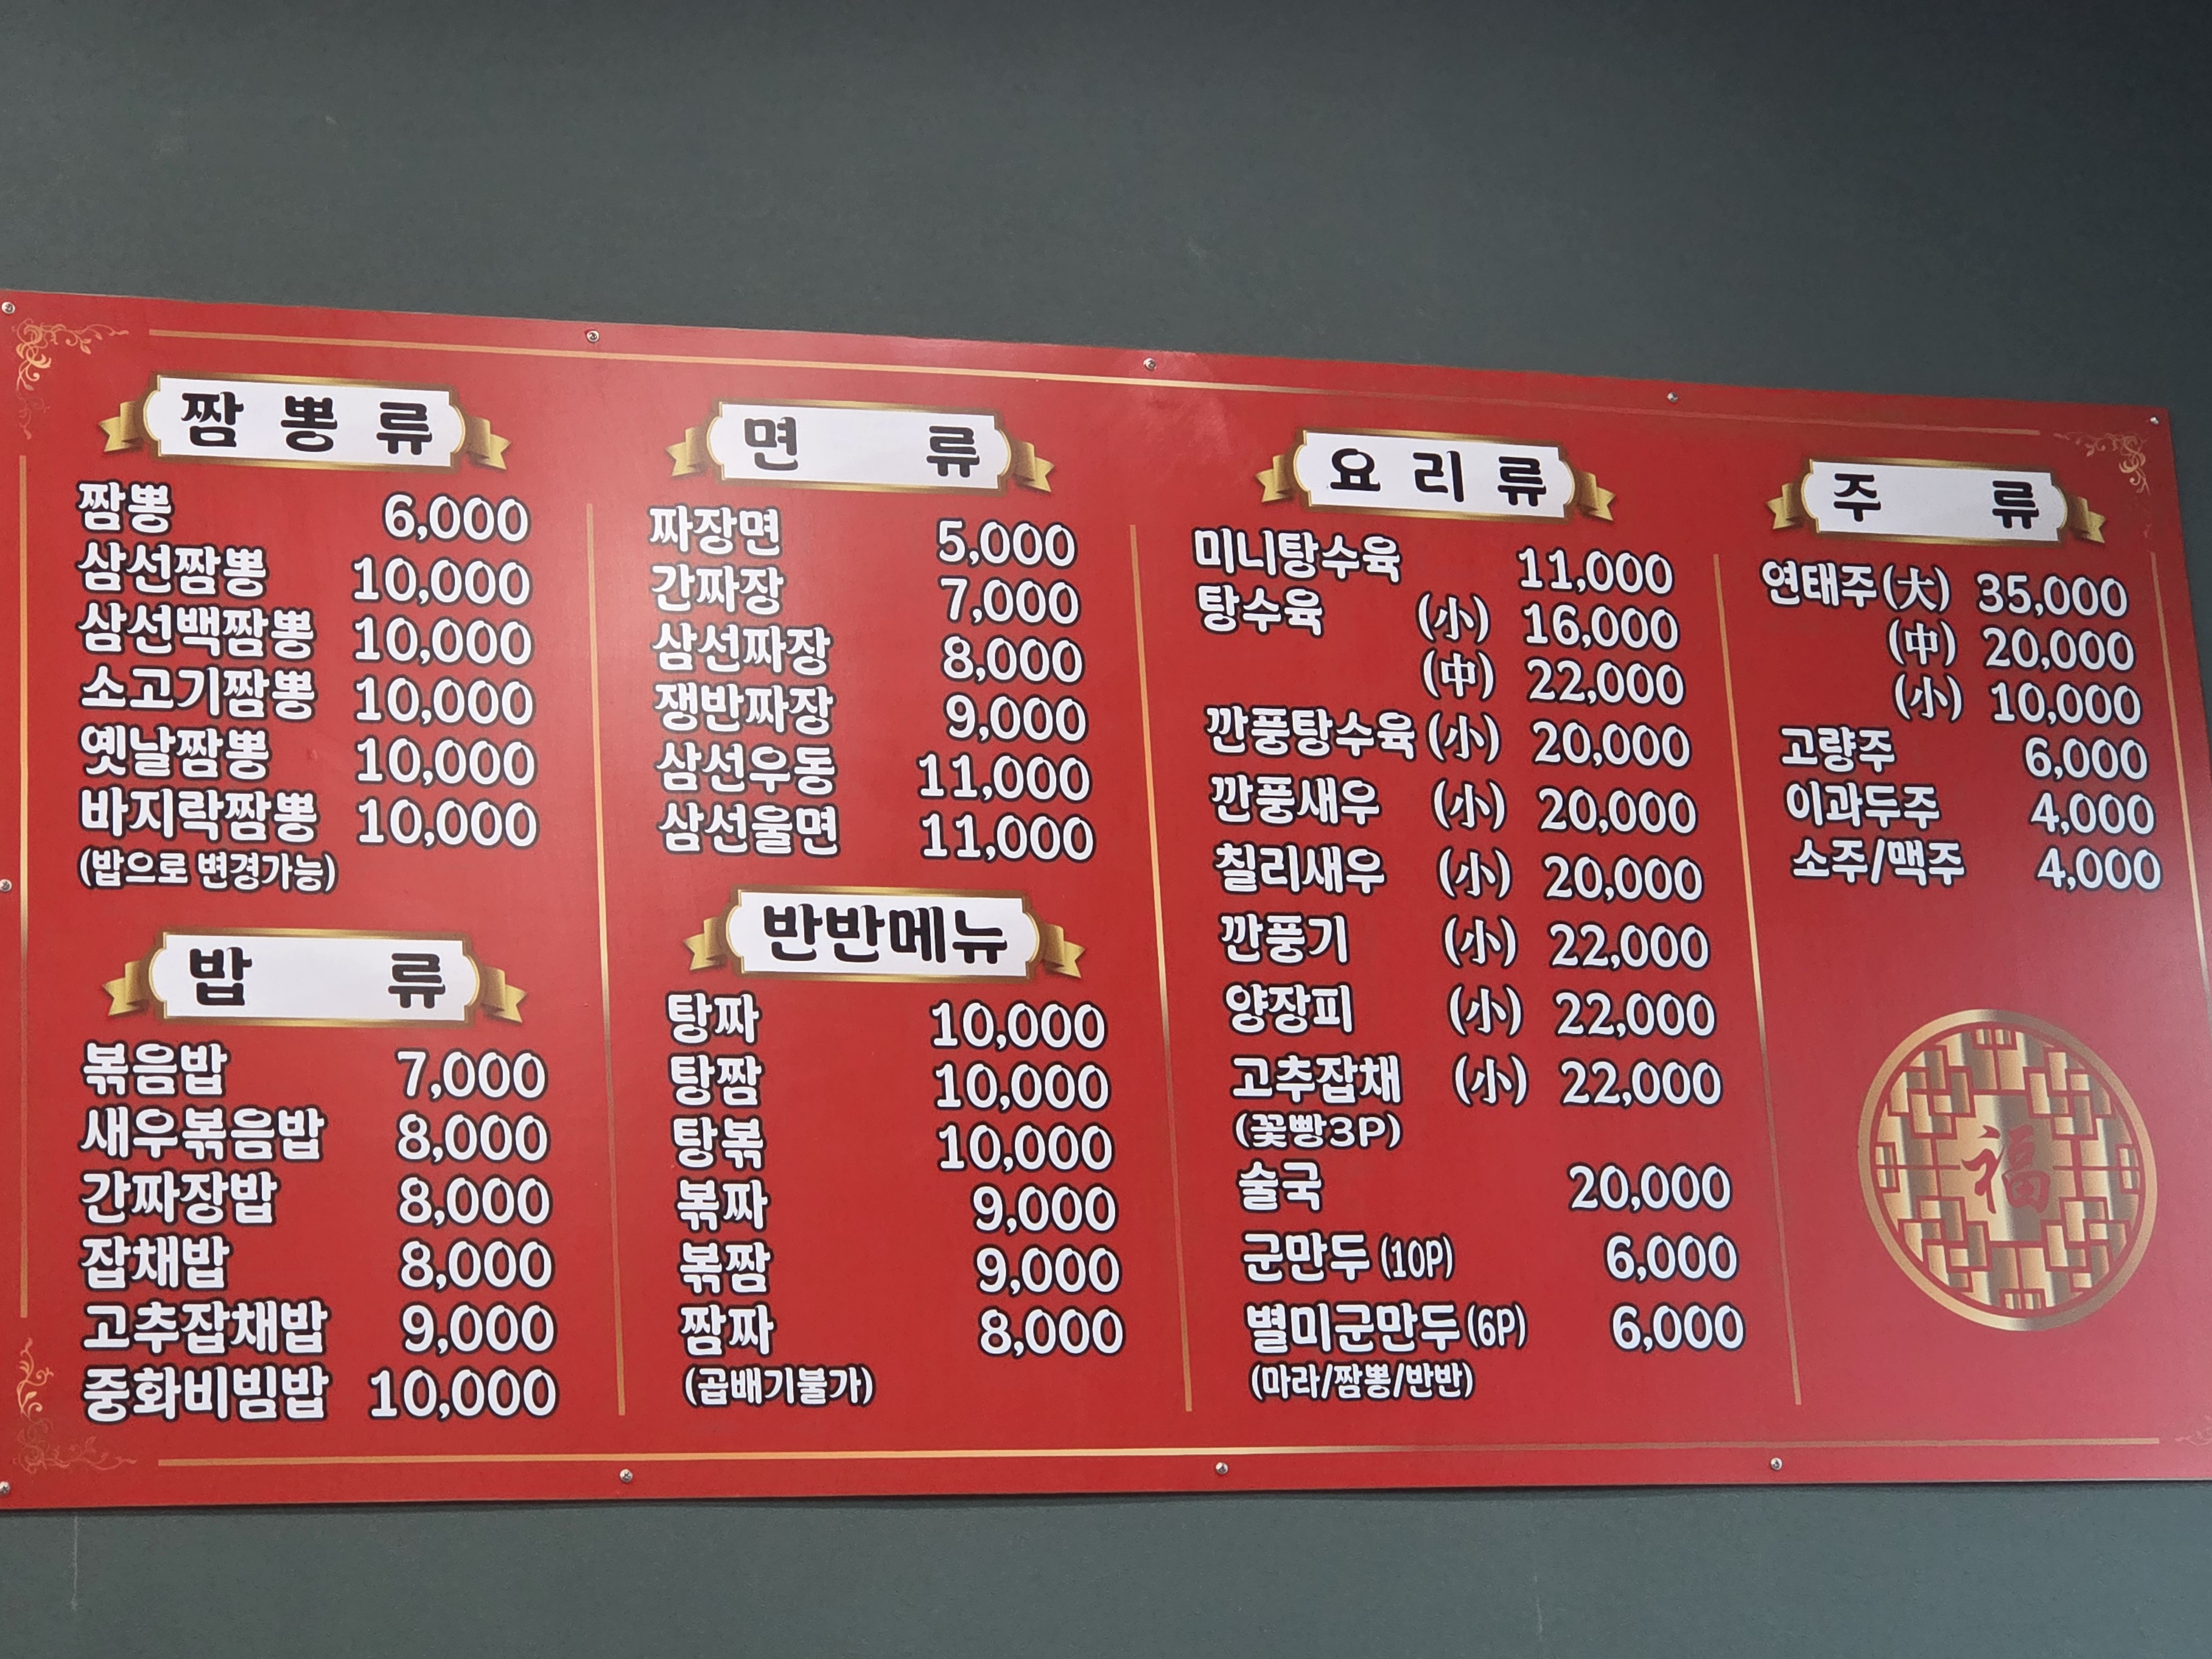 짬뽕류
짬뽕 6,000
삼선짬뽕 10,000
삼선백짬뽕 10,000
소고기짬뽕 10,000
옛날짬뽕 10,000
바지락짬뽕 10,000
(밥으로 변경가능)
밥류
볶음밥 7,000
새우볶음밥 8,000
간짜장밥 8,000
잡채밥 8,000
고추잡채밥 9,000
중화비빔밥 10,000
면류
짜장면 5,000
간짜장 7,000
삼선짜장 8,000
쟁반짜장 9,000
삼선우동 11,000
삼선울면 11,000
반반메뉴
탕짜 10,000
탕짬 10,000
탕볶 10,000
볶짜 9,000
볶짬 9,000
짬짜 8,000
(곱배기불가)
요리류
미니탕수육 11,000
탕수육 (小) 16,000
(中) 22,000
깐풍탕수육 (小) 20,000
깐풍새우 (小) 20,000
칠리새우 (小) 20,000
깐풍기 (小) 22,000
양장피 (小) 22,000
고추잡채 (小) 22,000
(꽃빵3P)
술국 20,000
군만두 (10P) 6,000
별미군만두 (6P) 6,000
(마라/짬뽕/반반)
주류
연태주 (大) 35,000
(中) 20,000
(小) 10,000
고량주 6,000
이과두주 4,000
소주/맥주 4,000
福